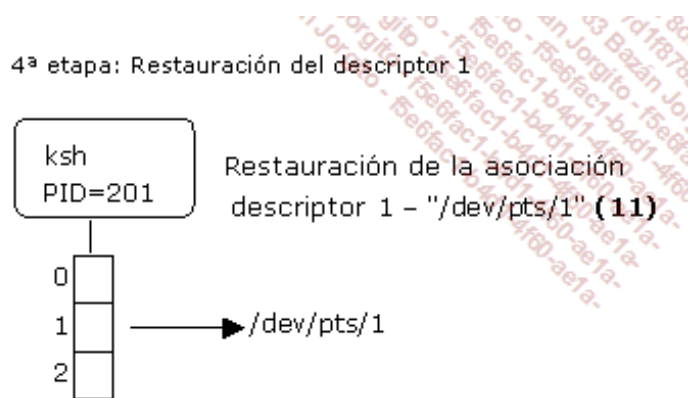 4ª etapa: Restauración del descriptor 1
ksh
PID=201
Restauración de la asociación
descriptor 1 – "/dev/pts/1" (11)
0
1
/dev/pts/1
2